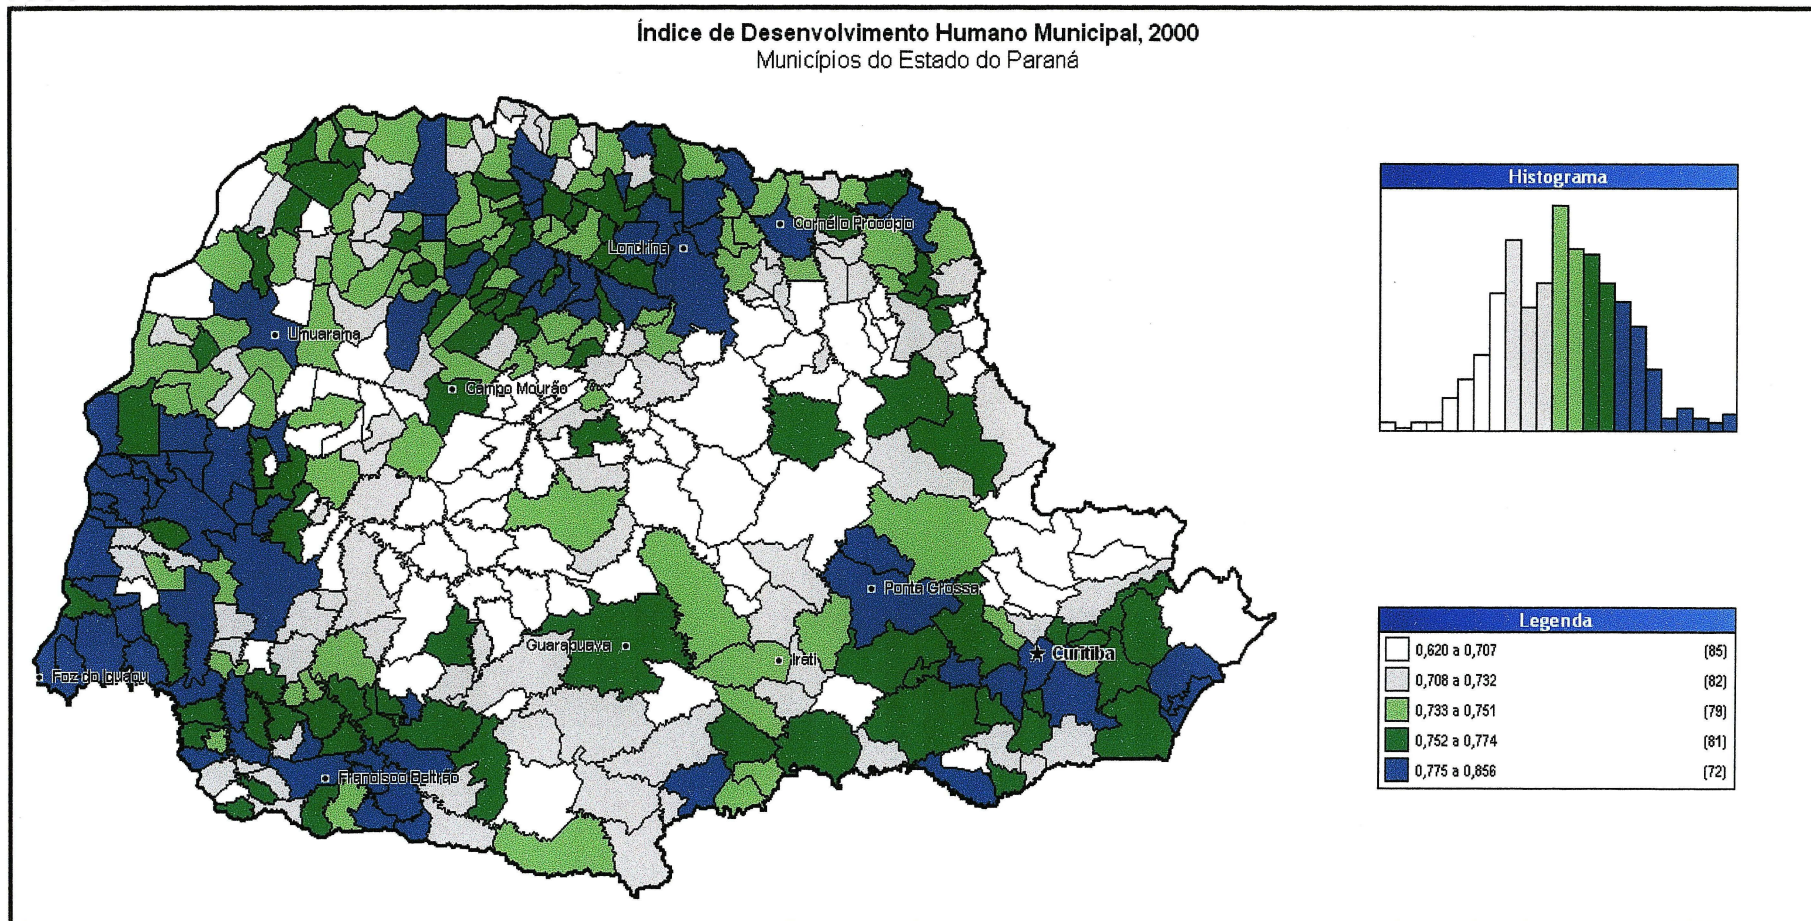 Índice de Desenvolvimento Humano Municipal, 2000
Municípios do Estado do Paraná
Histograma
Cornélio Procópio
Londrina
Umuarama
Campo Mourão
Ponta Grossa
Guarapuava
Irati
Curitiba
Foz do Iguaçu
Francisco Beltrão
Legenda
0,620 a 0,707 (85)
0,708 a 0,732 (82)
0,733 a 0,751 (79)
0,752 a 0,774 (81)
0,775 a 0,856 (72)